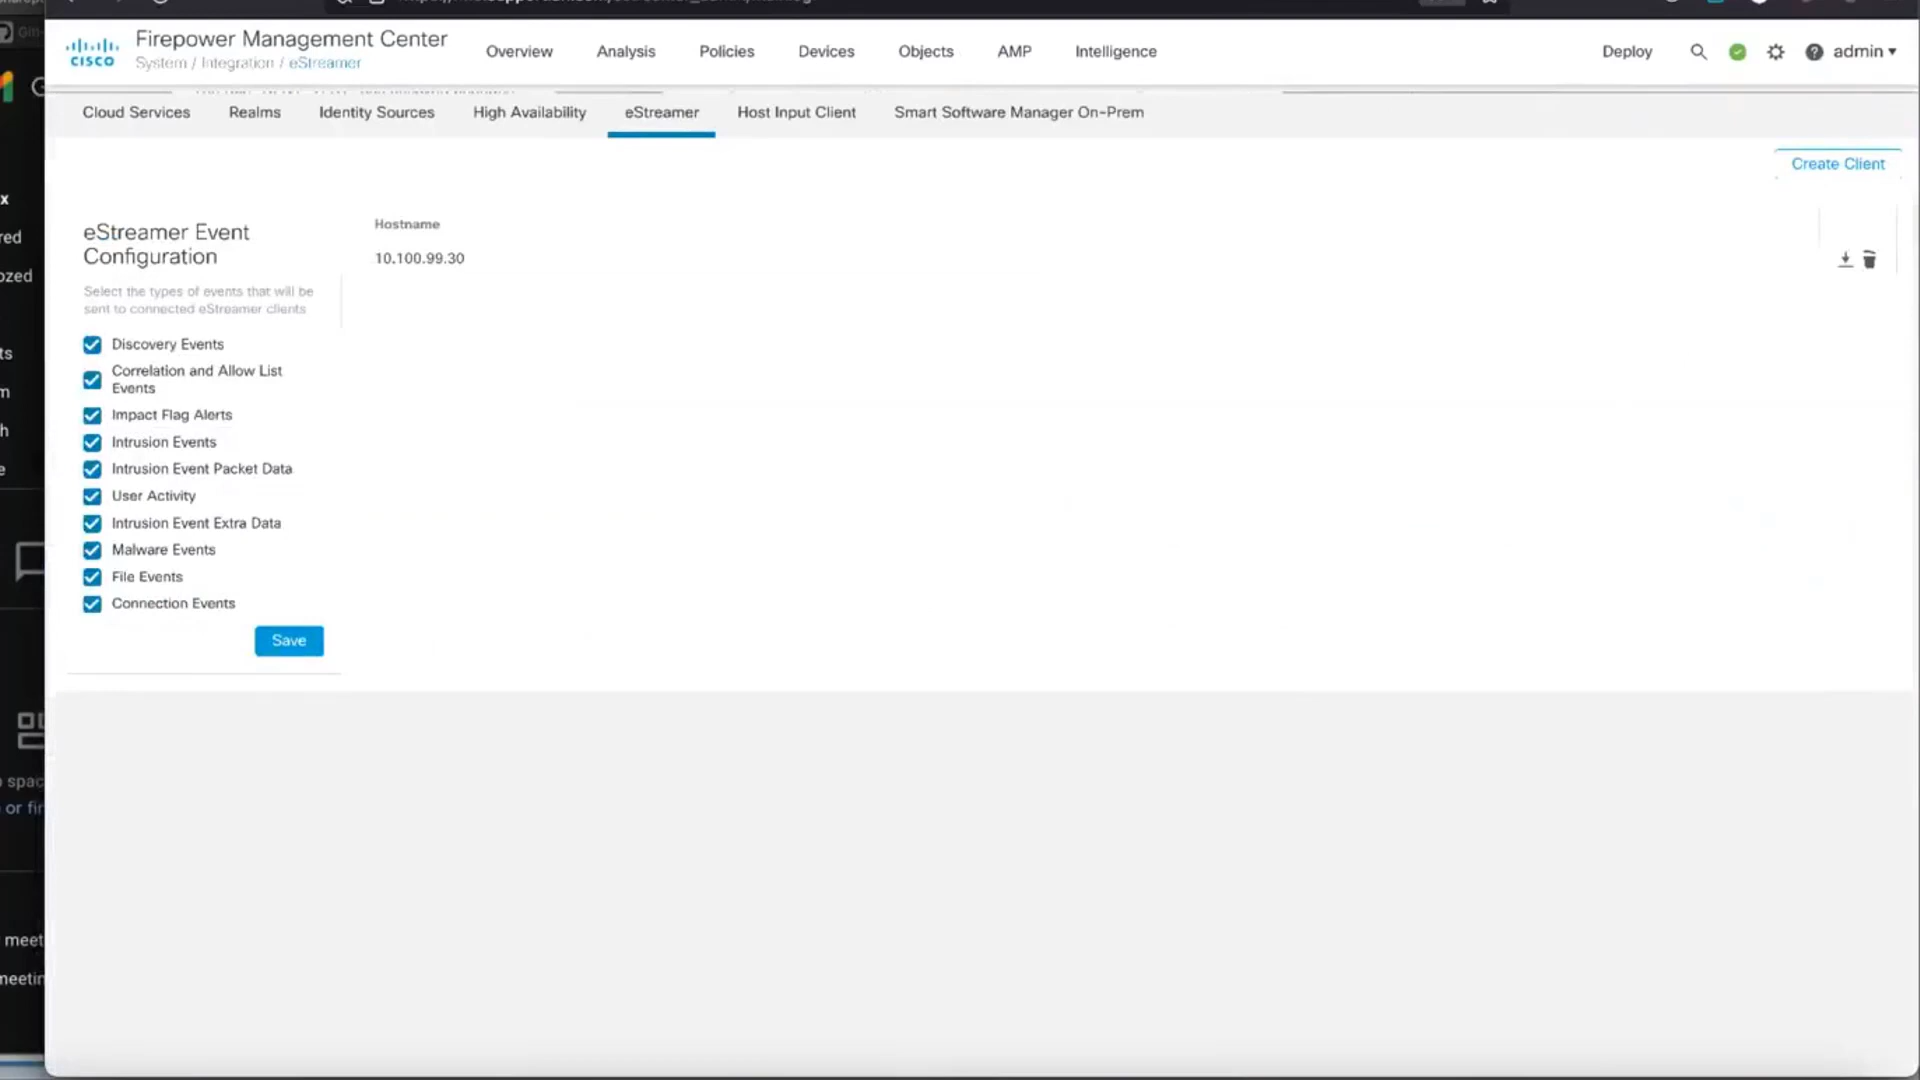 Firepower Management Center
System / Integration / eStreamer
CISCO
Overview
Analysis
Policies
Devices
Objects
AMP
Intelligence
Deploy
admin
Cloud Services
Realms
Identity Sources
High Availability
eStreamer
Host Input Client
Smart Software Manager On-Prem
Create Client
eStreamer Event
Configuration
Select the types of events that will be
sent to connected eStreamer clients
Discovery Events
Correlation and Allow List
Events
Impact Flag Alerts
Intrusion Events
Intrusion Event Packet Data
User Activity
Intrusion Event Extra Data
Malware Events
File Events
Connection Events
Save
Hostname
10.100.99.30
meet
or